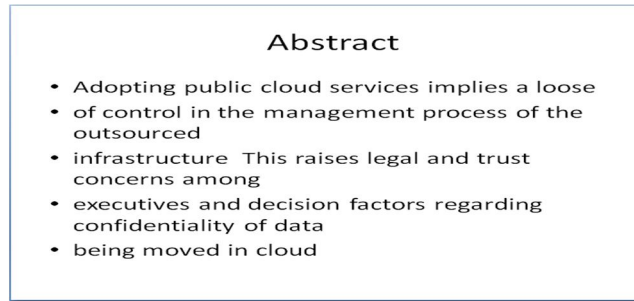 Abstract
• Adopting public cloud services implies a loose
• of control in the management process of the
outsourced
• infrastructure  This raises legal and trust
concerns among
• executives and decision factors regarding
confidentiality of data
• being moved in cloud